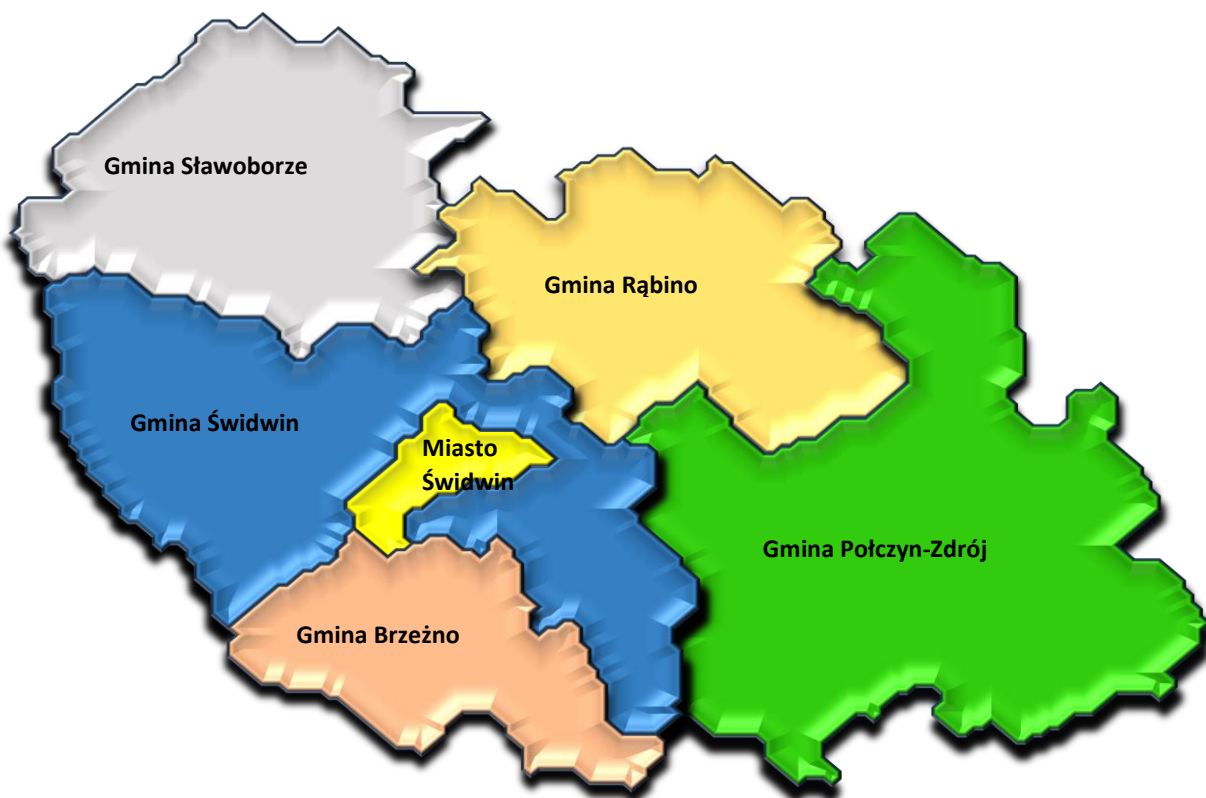 Gmina Sławoborze
Gmina Rąbino
Gmina Świdwin
Miasto
Świdwin
Gmina Połczyn-Zdrój
Gmina Brzeżno